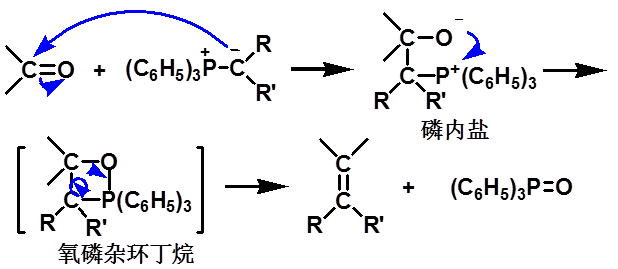 C=O + (C6H5)3P+–C− R R' → C–O− C–P+(C6H5)3 R R' →
磷内盐
[ C–O C–P(C6H5)3 R R' ] → C=C R R' + (C6H5)3P=O
氧磷杂环丁烷